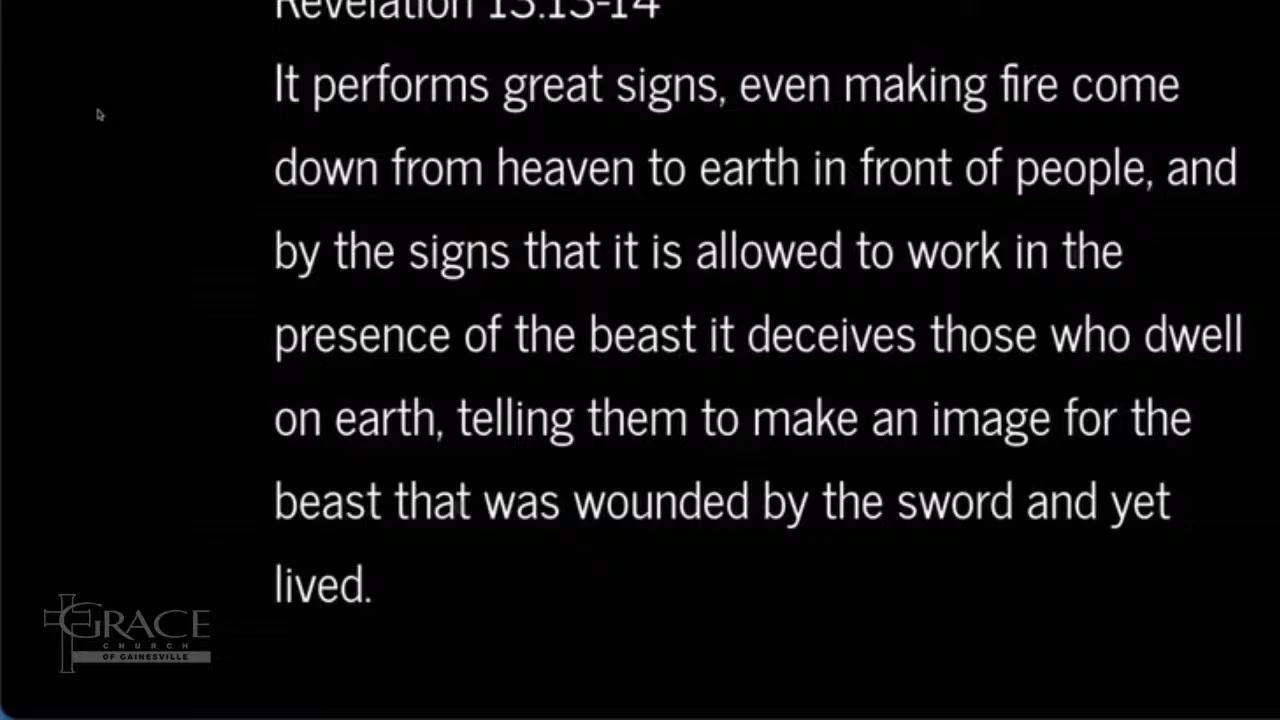 Revelation 13:13-14
It performs great signs, even making fire come
down from heaven to earth in front of people, and
by the signs that it is allowed to work in the
presence of the beast it deceives those who dwell
on earth, telling them to make an image for the
beast that was wounded by the sword and yet
lived.
GRACE
CHURCH
OF GAINESVILLE